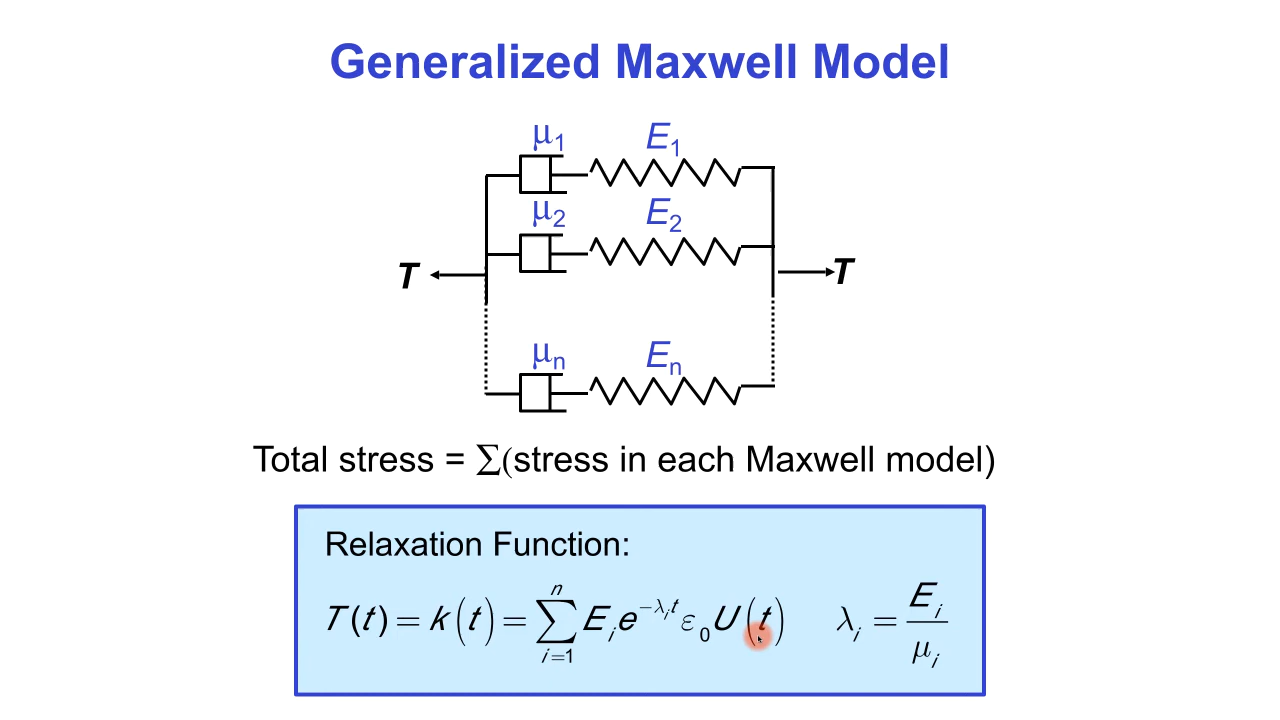 Generalized Maxwell Model
μ1 E1
μ2 E2
T T
μn En
Total stress = Σ(stress in each Maxwell model)
Relaxation Function:
T(t) = k(t) = ∑_{i=1}^{n} E_i e^{-λ_i t} ε_0 U(t) λ_i = E_i / μ_i